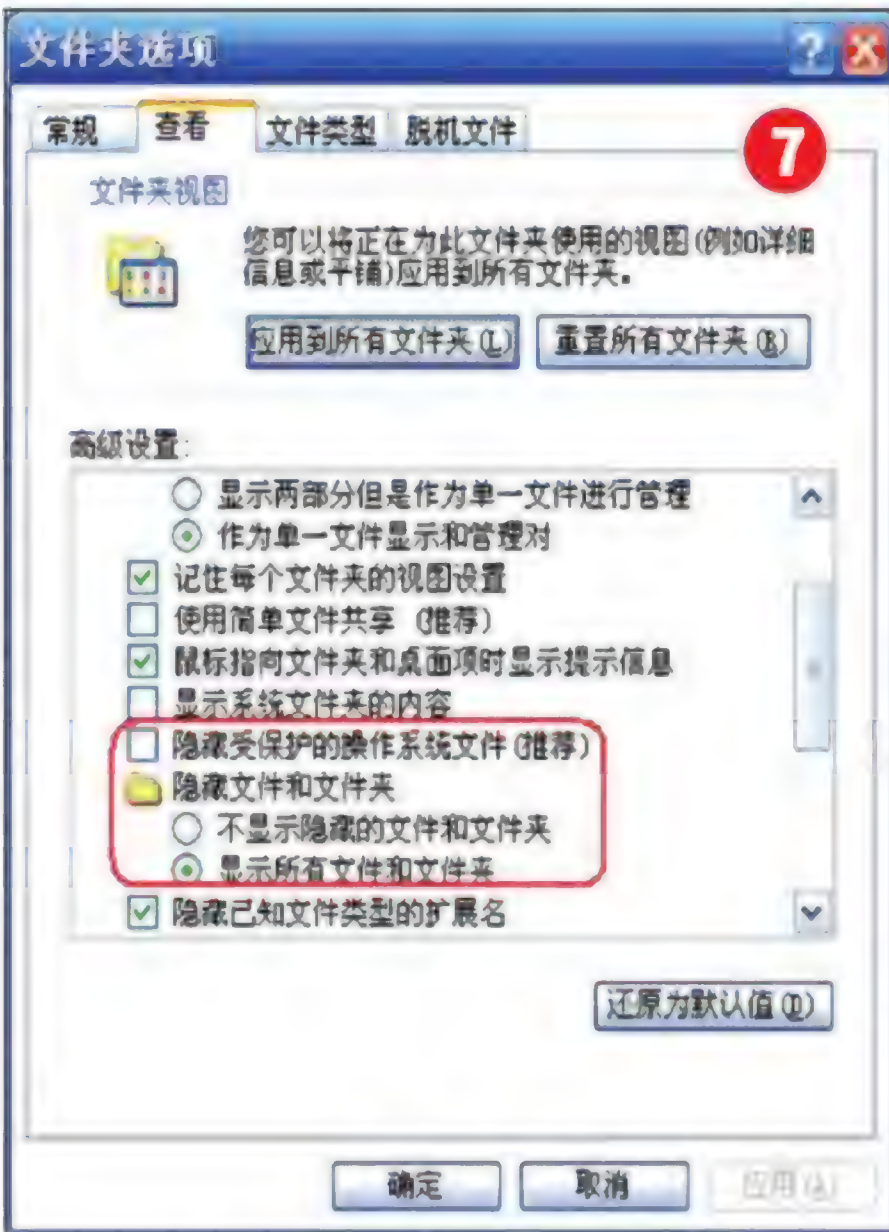 文件夹选项
常规 查看 文件类型 脱机文件
7
文件夹视图
您可以将正在为此文件夹使用的视图(例如详细
信息或平铺)应用到所有文件夹。
应用到所有文件夹(L) 重置所有文件夹(R)
高级设置:
显示两部分但是作为单一文件进行管理
作为单一文件显示和管理对
记住每个文件夹的视图设置
使用简单文件共享 (推荐)
鼠标指向文件夹和桌面项时显示提示信息
显示系统文件夹的内容
隐藏受保护的操作系统文件(推荐)
隐藏文件和文件夹
不显示隐藏的文件和文件夹
显示所有文件和文件夹
隐藏已知文件类型的扩展名
还原为默认值(D)
确定 取消 应用(A)